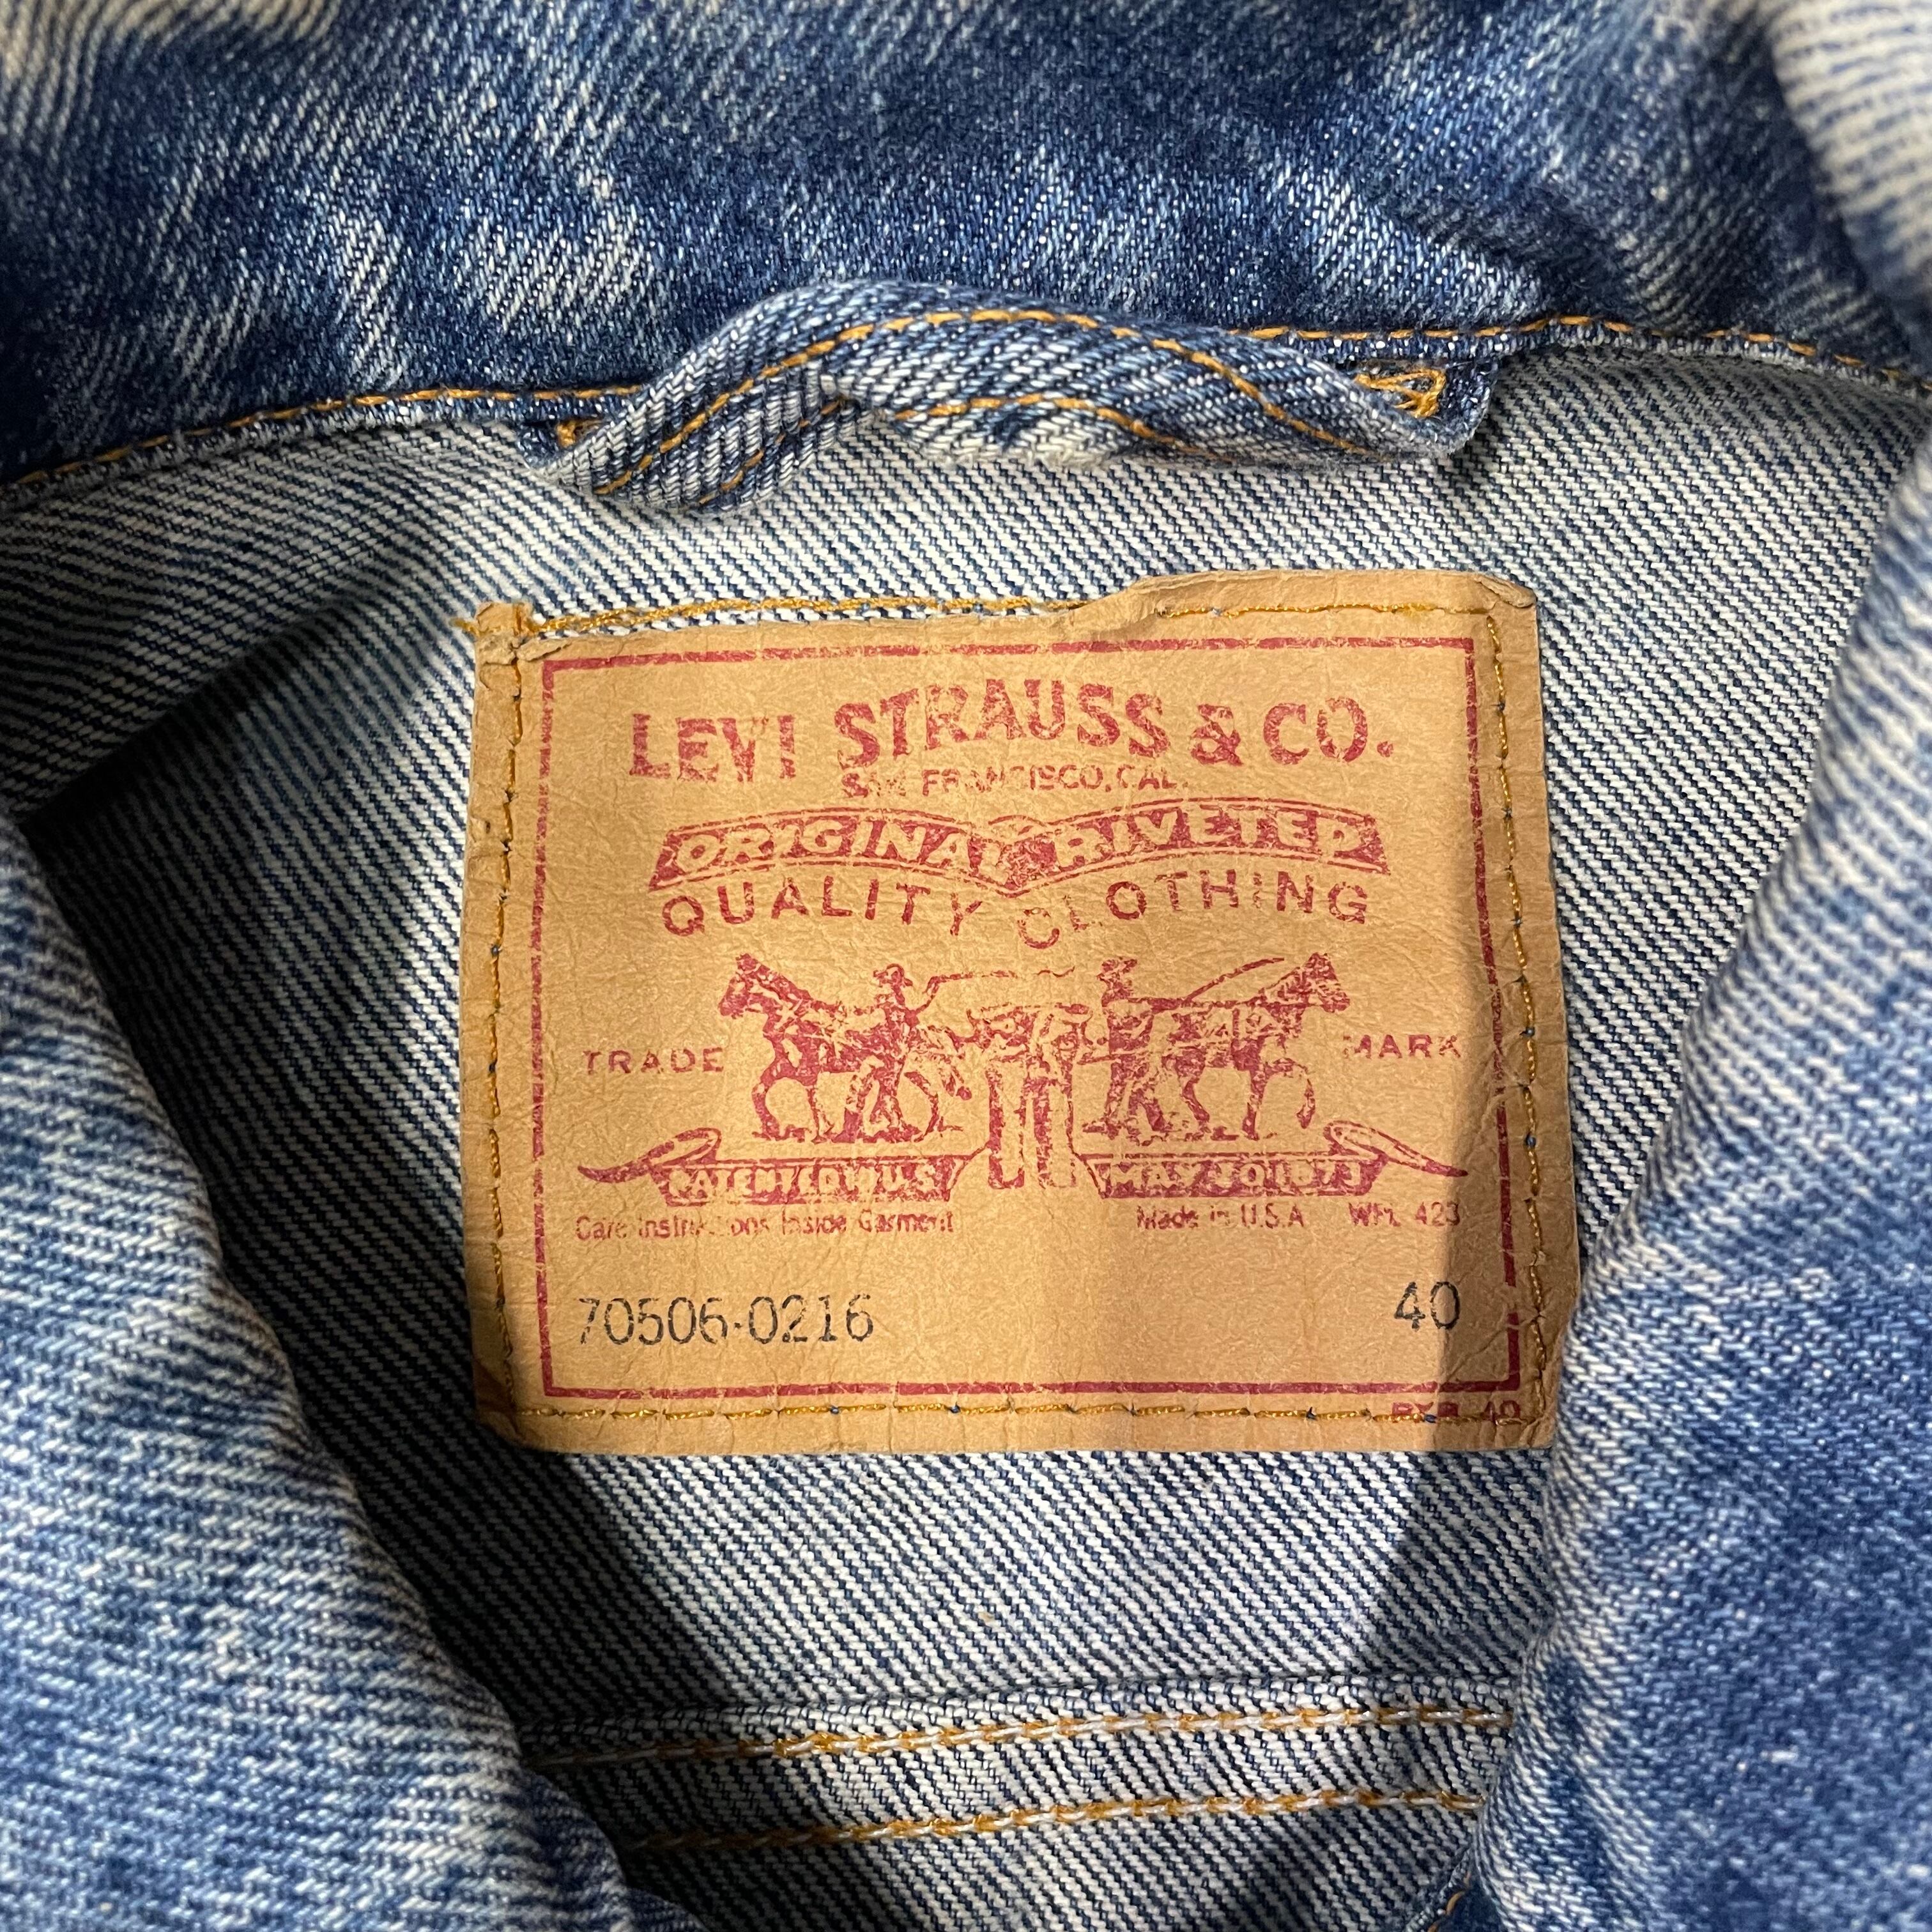 LEVI STRAUSS & CO.
SAN FRANCISCO, CAL.
ORIGINAL RIVETED
QUALITY CLOTHING
TRADE MARK
PATENTED IN U.S. MAY 20 1873
Care Instructions Inside Garment Made in U.S.A WPL 423
70506-0216 40